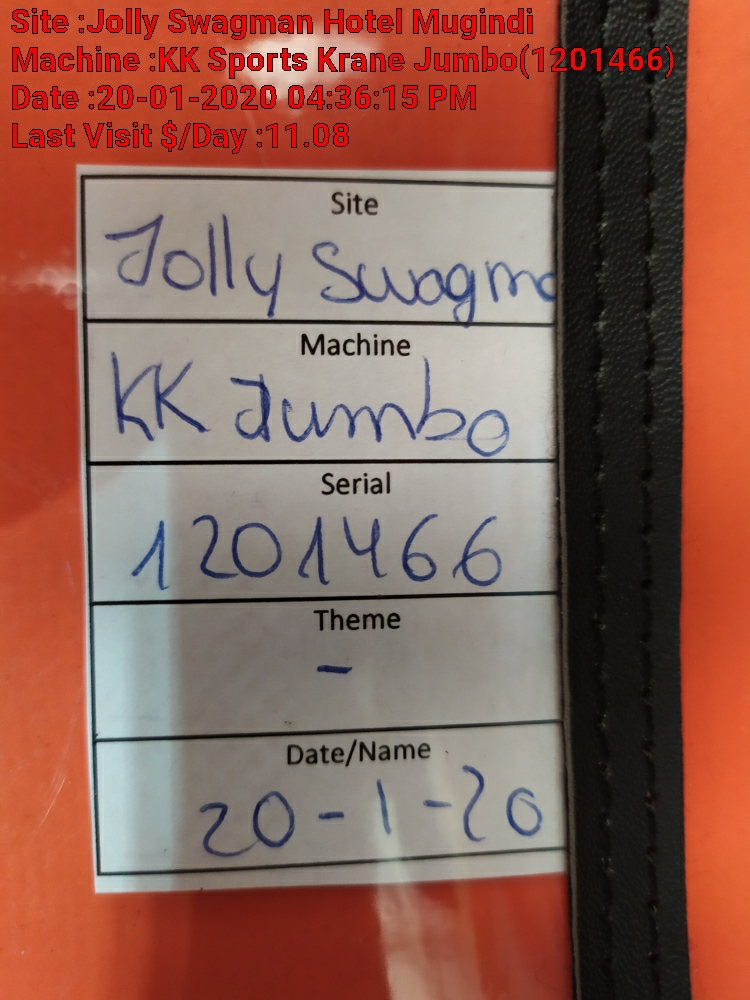 Site :Jolly Swagman Hotel Mugindi
Machine :KK Sports Krane Jumbo(1201466)
Date :20-01-2020 04:36:15 PM
Last Visit $/Day :11.08
Site
Jolly Swagma
Machine
KK Jumbo
Serial
1201466
Theme
-
Date/Name
20-1-20